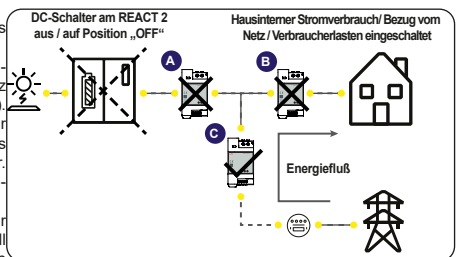 DC-Schalter am REACT 2
aus / auf Position „OFF“
Hausinterner Stromverbrauch/ Bezug vom
Netz / Verbraucherlasten eingeschaltet
A
B
C
Energiefluß